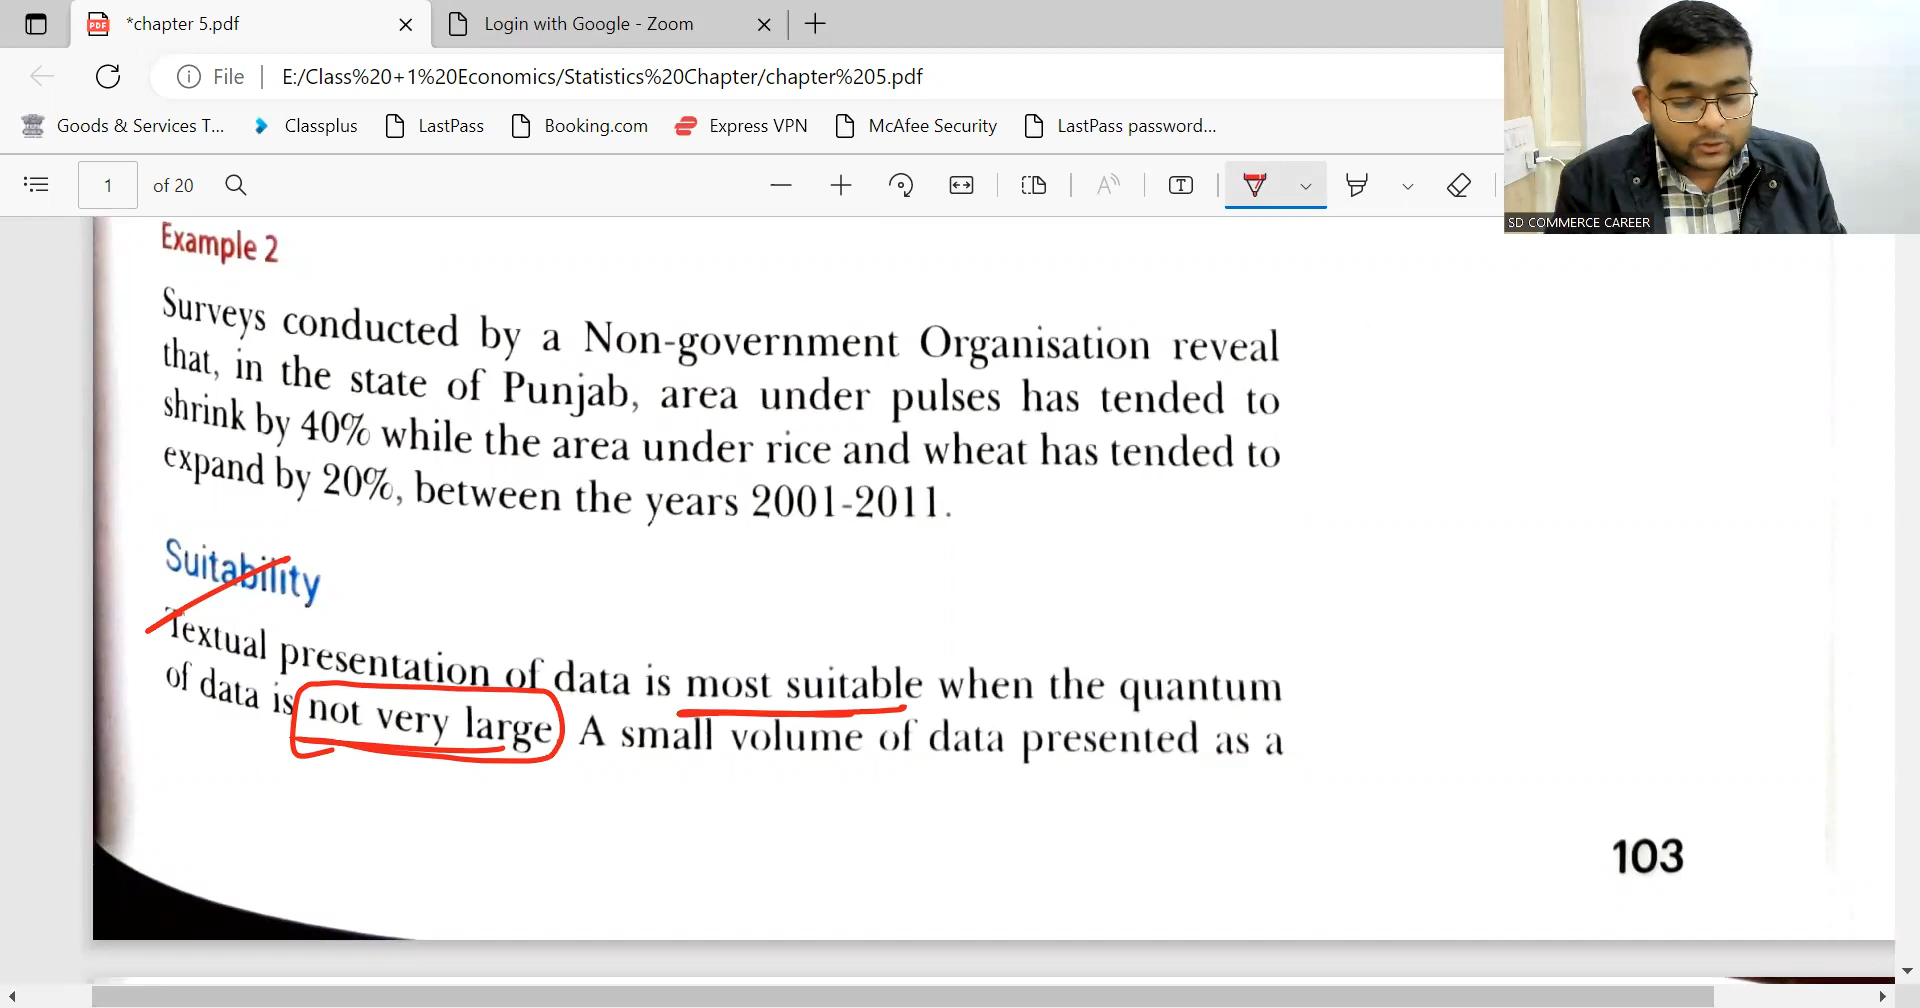 *chapter 5.pdf
Login with Google - Zoom
File
E:/Class%20+1%20Economics/Statistics%20Chapter/chapter%205.pdf
Goods & Services T...
Classplus
LastPass
Booking.com
Express VPN
McAfee Security
LastPass password...
1
of 20
SD COMMERCE CAREER
Example 2
Surveys conducted by a Non-government Organisation reveal
that, in the state of Punjab, area under pulses has tended to
shrink by 40% while the area under rice and wheat has tended to
expand by 20%, between the years 2001-2011.
Suitability
Textual presentation of data is most suitable when the quantum
of data is not very large. A small volume of data presented as a
103